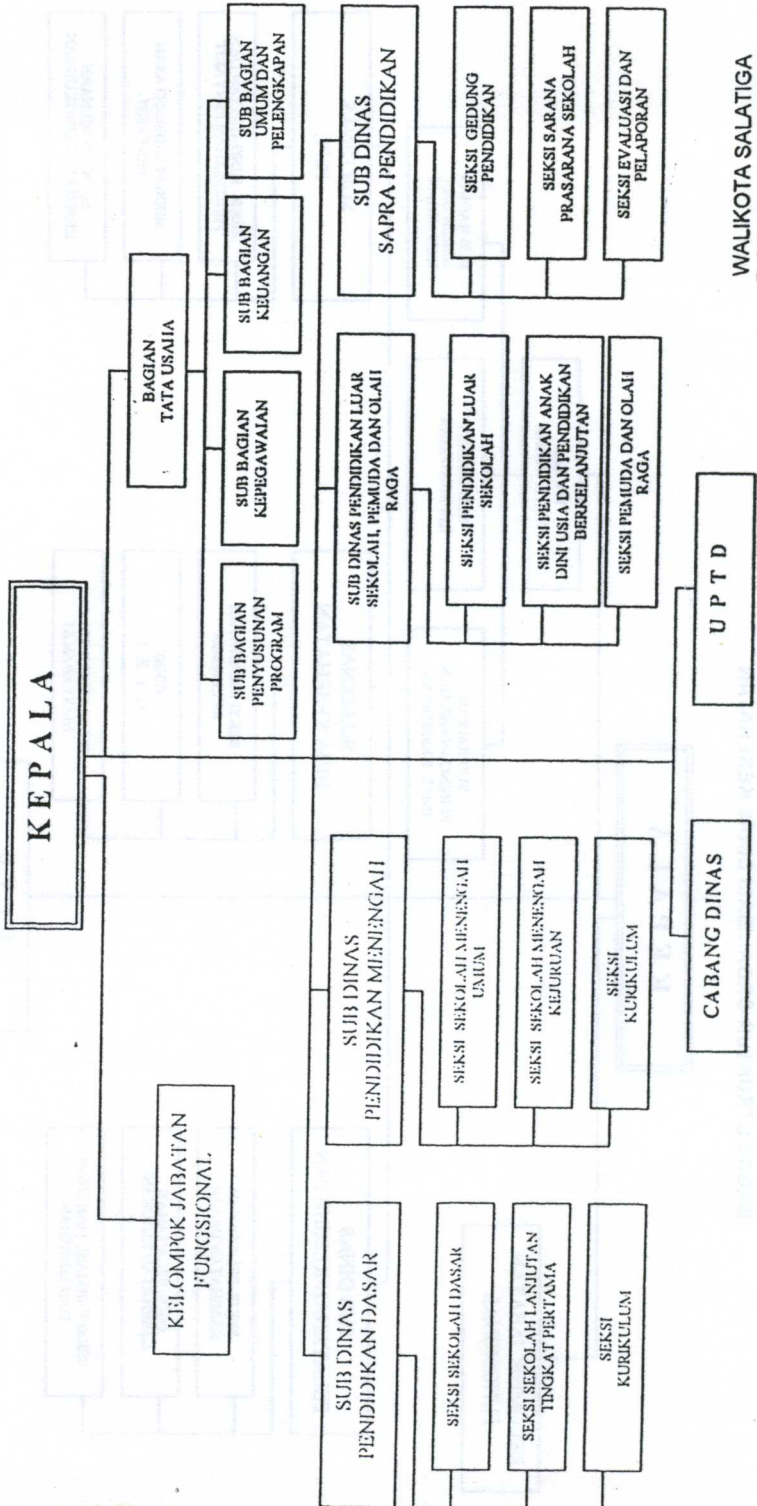 KEPALA
KELOMPOK JABATAN
FUNGSIONAL
BAGIAN
TATA USAHA
SUB BAGIAN
PENYUSUNAN
PROGRAM
SUB BAGIAN
KEPEGAWAIAN
SUB BAGIAN
KEUANGAN
SUB BAGIAN
UMUM DAN
PELENGKAPAN
SUB DINAS
PENDIDIKAN DASAR
SEKSI SEKOLAH DASAR
SEKSI SEKOLAH LANJUTAN
TINGKAT PERTAMA
SEKSI
KURIKULUM
SUB DINAS
PENDIDIKAN MENENGAH
SEKSI SEKOLAH MENENGAH
UMUM
SEKSI SEKOLAH MENENGAH
KEJURUAN
SEKSI
KURIKULUM
SUB DINAS PENDIDIKAN LUAR
SEKOLAH, PEMUDA DAN OLAH
RAGA
SEKSI PENDIDIKAN LUAR
SEKOLAH
SEKSI PENDIDIKAN ANAK
DINI USIA DAN PENDIDIKAN
BERKELANJUTAN
SEKSI PEMUDA DAN OLAH
RAGA
SUB DINAS
SAPRA PENDIDIKAN
SEKSI GEDUNG
PENDIDIKAN
SEKSI SARANA
PRASARANA SEKOLAH
SEKSI EVALUASI DAN
PELAPORAN
CABANG DINAS
UPTD
WALIKOTA SALATIGA